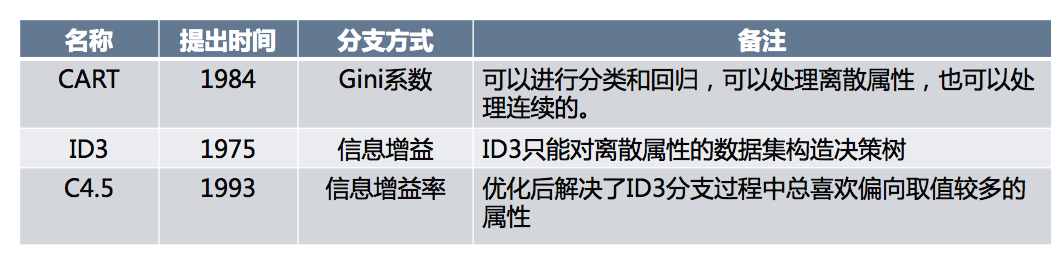 名称 提出时间 分支方式 备注
CART 1984 Gini系数 可以进行分类和回归，可以处理离散属性，也可以处
理连续的。
ID3 1975 信息增益 ID3只能对离散属性的数据集构造决策树
C4.5 1993 信息增益率 优化后解决了ID3分支过程中总喜欢偏向取值较多的
属性